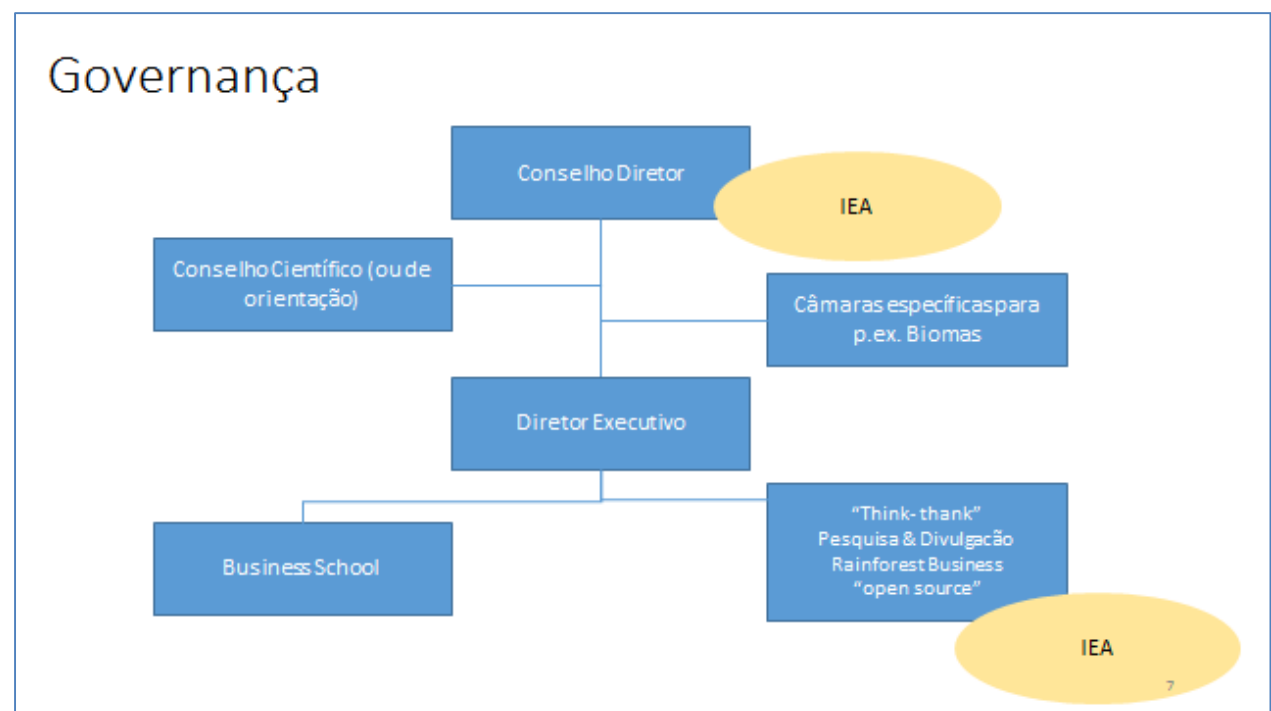 Governança
Conselho Diretor
IEA
Conselho Científico (ou de
orientação)
Câmaras específicas para
p.ex. Biomas
Diretor Executivo
Business School
“Think- thank”
Pesquisa & Divulgacão
Rainforest Business
“open source”
IEA
7